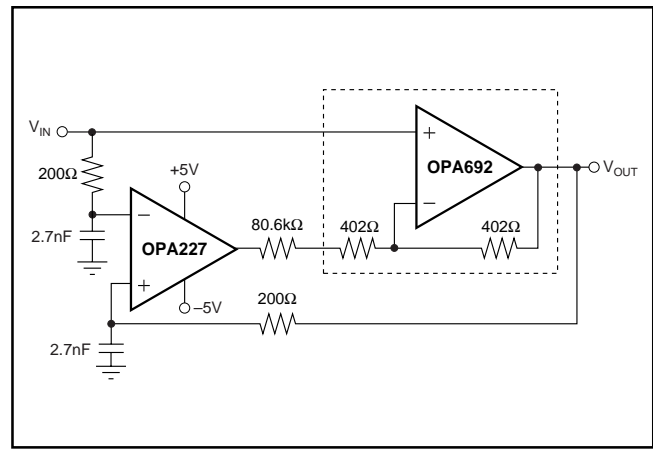 V_IN
200Ω
2.7nF
+5V
−
OPA227
+
−5V
2.7nF
80.6kΩ
402Ω
402Ω
+
OPA692
−
200Ω
V_OUT